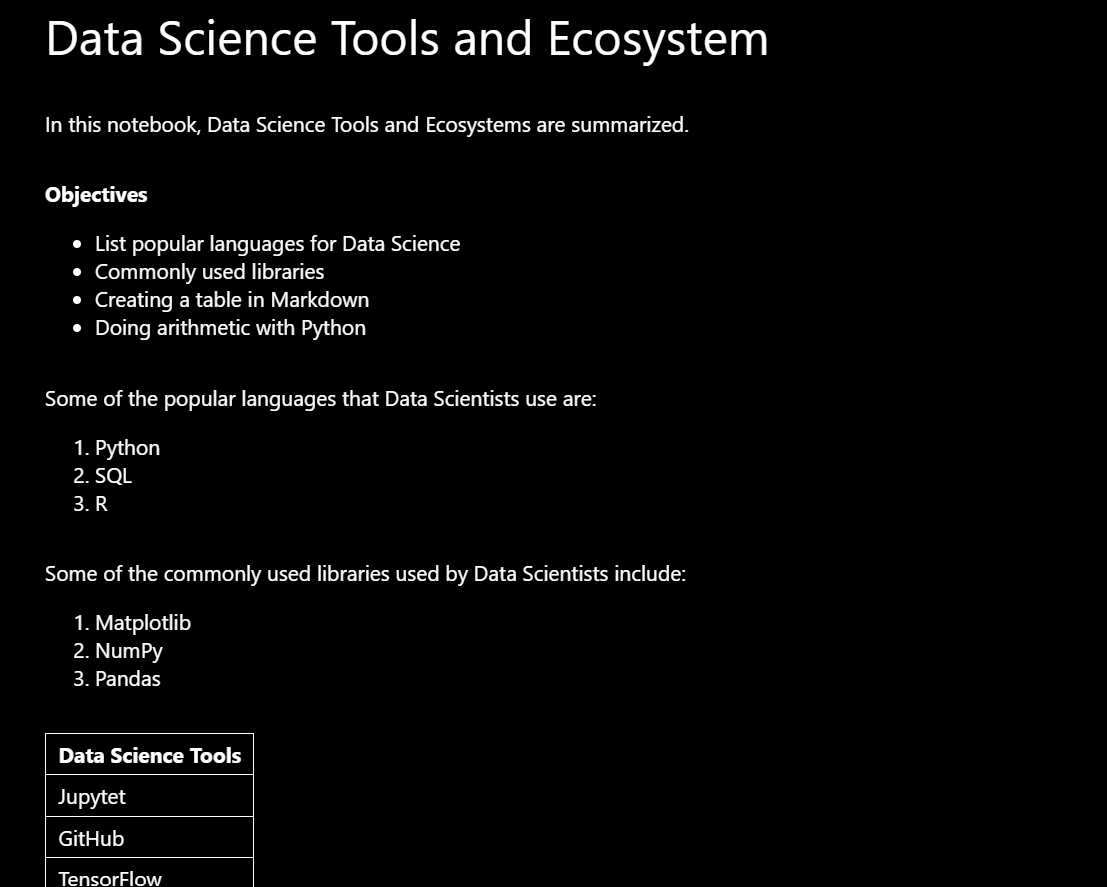 Data Science Tools and Ecosystem
In this notebook, Data Science Tools and Ecosystems are summarized.
Objectives
• List popular languages for Data Science
• Commonly used libraries
• Creating a table in Markdown
• Doing arithmetic with Python
Some of the popular languages that Data Scientists use are:
1. Python
2. SQL
3. R
Some of the commonly used libraries used by Data Scientists include:
1. Matplotlib
2. NumPy
3. Pandas
Data Science Tools
Jupytet
GitHub
TensorFlow